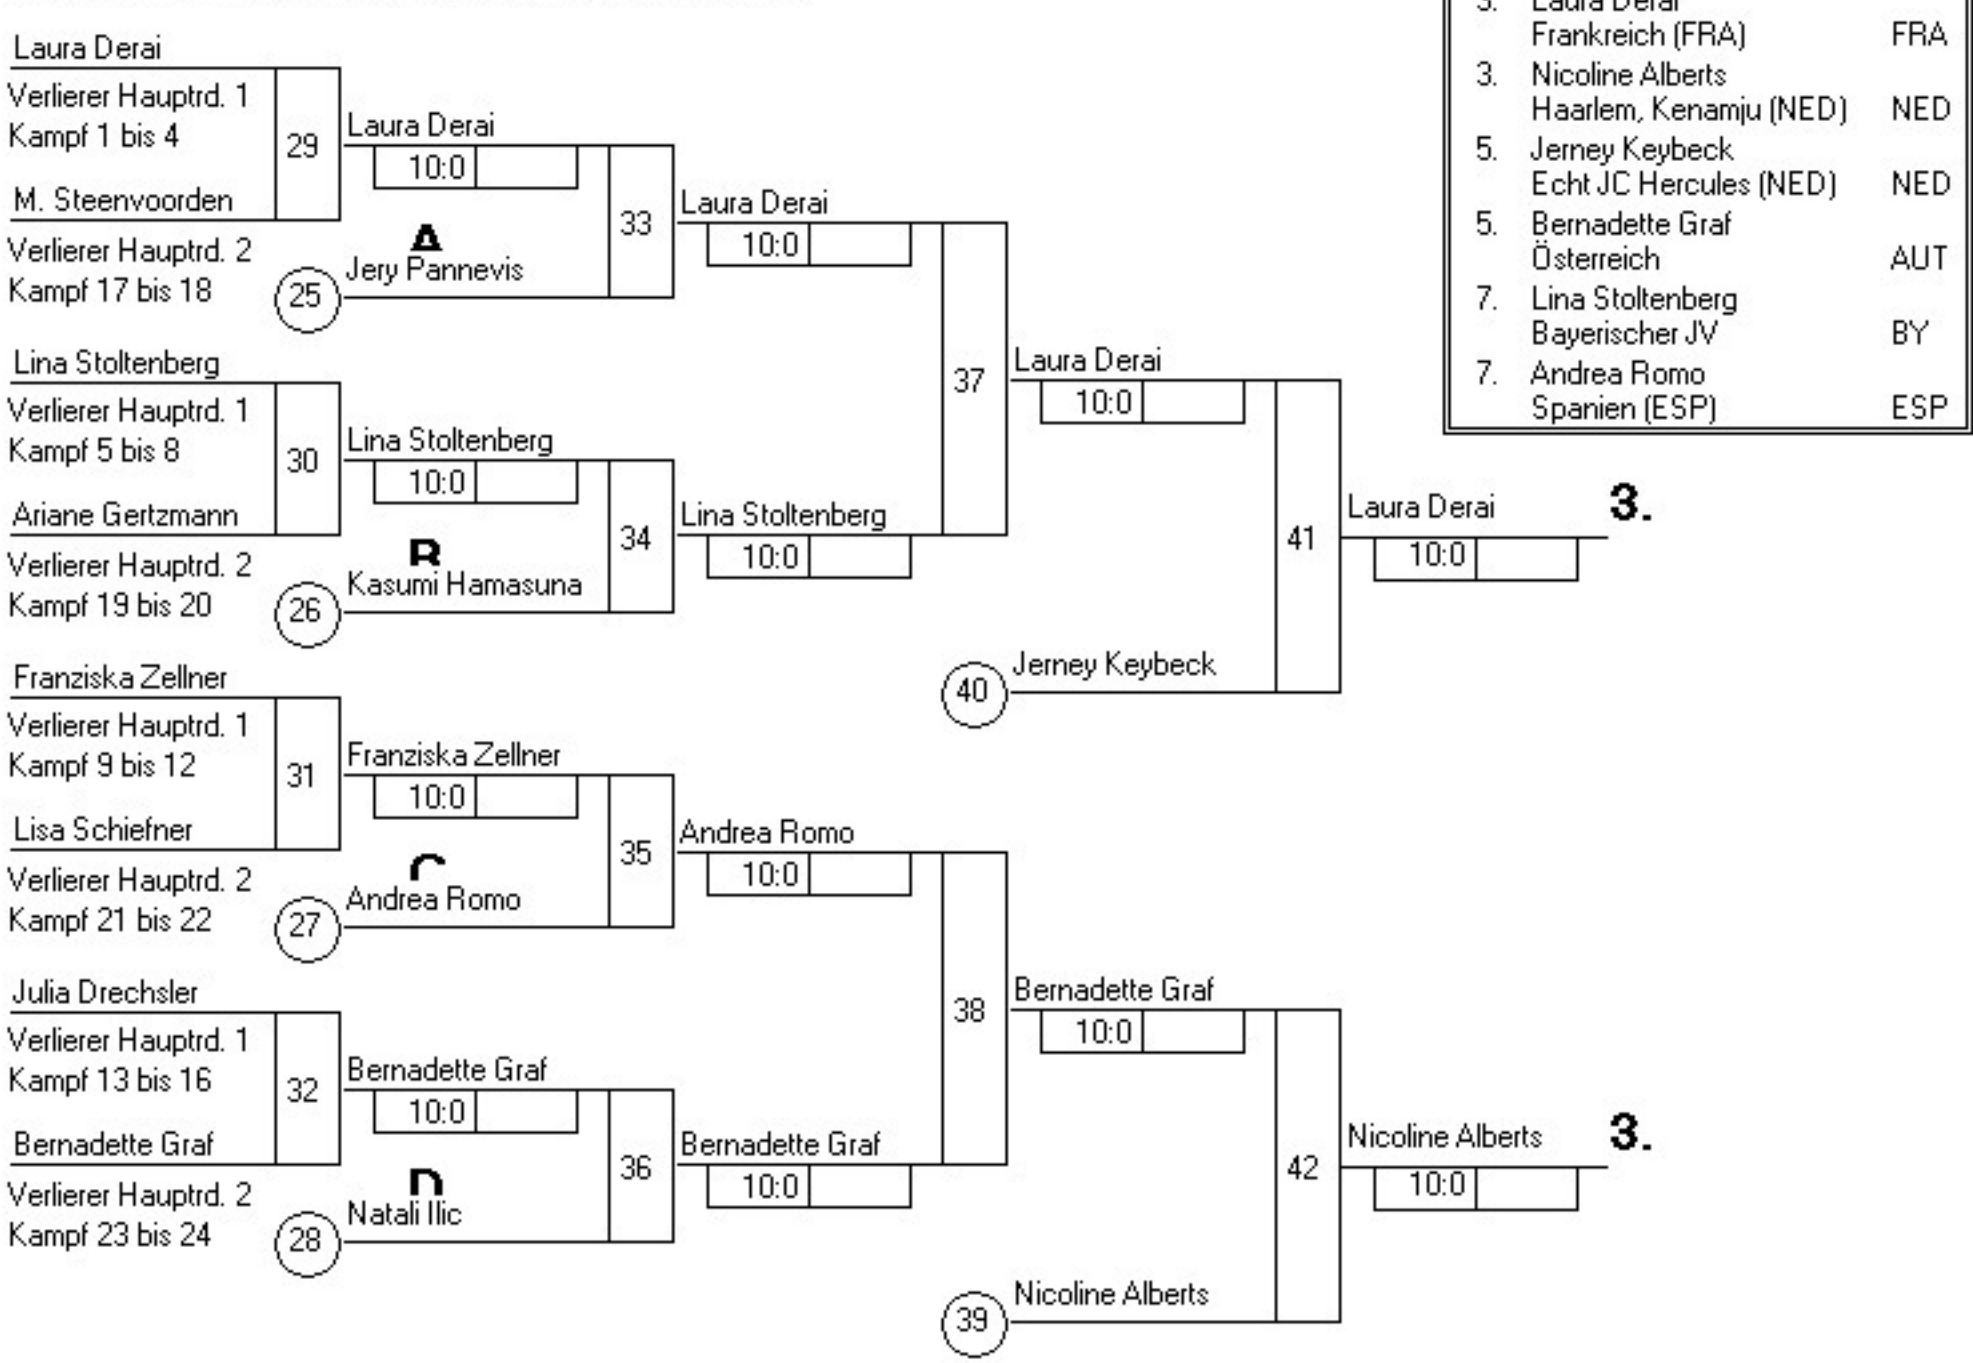 Laura Derai
Verlierer Hauptrd. 1
Kampf 1 bis 4
29
Laura Derai
10:0
M. Steenvoorden
Verlierer Hauptrd. 2
Kampf 17 bis 18
A
25
Jery Pannevis
33
Laura Derai
10:0
Lina Stoltenberg
Verlierer Hauptrd. 1
Kampf 5 bis 8
30
Lina Stoltenberg
10:0
Ariane Gertzmann
Verlierer Hauptrd. 2
Kampf 19 bis 20
B
26
Kasumi Hamasuna
34
Lina Stoltenberg
10:0
37
Laura Derai
10:0
40
Jerney Keybeck
41
Laura Derai
3.
10:0
Franziska Zellner
Verlierer Hauptrd. 1
Kampf 9 bis 12
31
Franziska Zellner
10:0
Lisa Schiefner
Verlierer Hauptrd. 2
Kampf 21 bis 22
C
27
Andrea Romo
35
Andrea Romo
10:0
Julia Drechsler
Verlierer Hauptrd. 1
Kampf 13 bis 16
32
Bernadette Graf
10:0
Bernadette Graf
Verlierer Hauptrd. 2
Kampf 23 bis 24
D
28
Natali Ilic
36
Bernadette Graf
10:0
38
Bernadette Graf
10:0
39
Nicoline Alberts
42
Nicoline Alberts
3.
10:0
3. Laura Derai
Frankreich (FRA) FRA
3. Nicoline Alberts
Haarlem, Kenamju (NED) NED
5. Jerney Keybeck
Echt JC Hercules (NED) NED
5. Bernadette Graf
Österreich AUT
7. Lina Stoltenberg
Bayerischer JV BY
7. Andrea Romo
Spanien (ESP) ESP